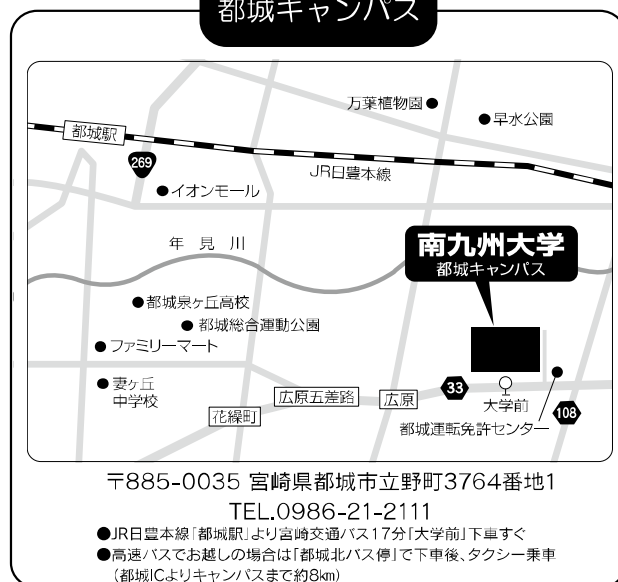 都城キャンパス
万葉植物園
早水公園
都城駅
269
JR日豊本線
イオンモール
年見川
南九州大学
都城キャンパス
都城泉ヶ丘高校
都城総合運動公園
ファミリーマート
妻ヶ丘
中学校
広原五差路
広原
33
花繰町
大学前
108
都城運転免許センター
〒885-0035 宮崎県都城市立野町3764番地1
TEL.0986-21-2111
●JR日豊本線「都城駅」より宮崎交通バス17分「大学前」下車すぐ
●高速バスでお越しの場合は「都城北バス停」で下車後、タクシー乗車
(都城ICよりキャンパスまで約8km)